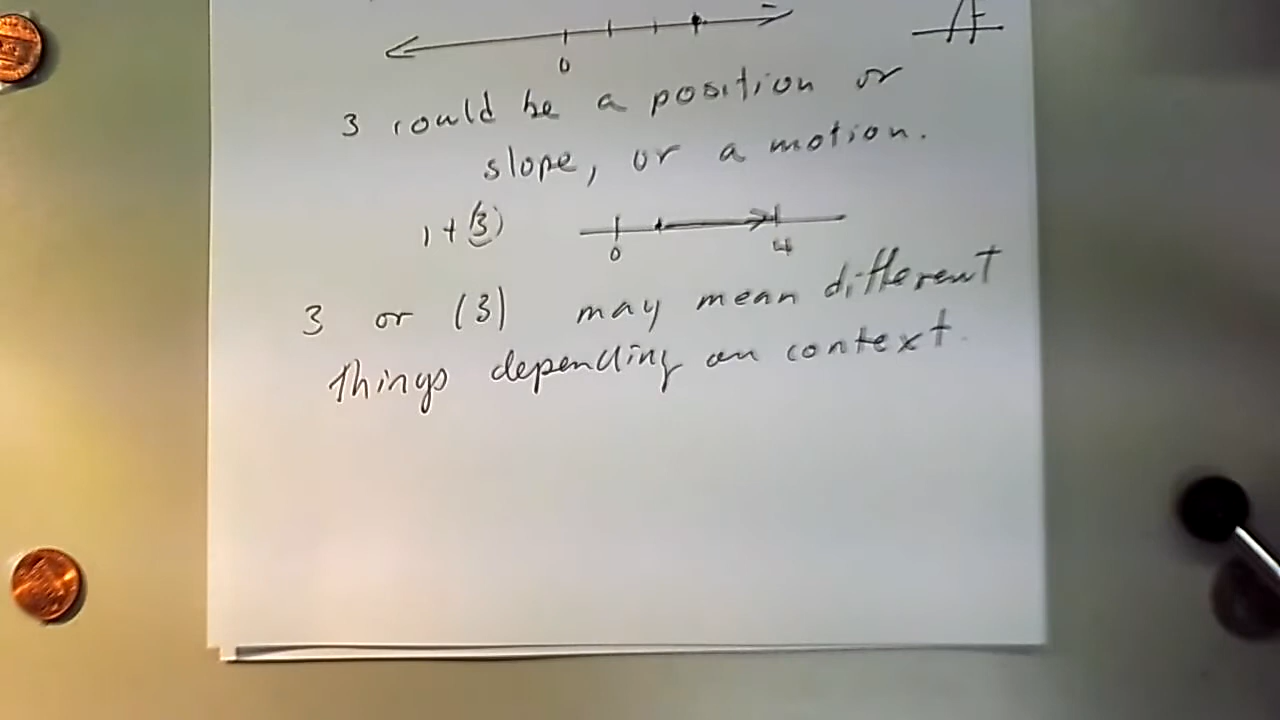 0
3 could be a position or
slope, or a motion.
1 + (3)
0 4
3 or (3) may mean different
things depending on context.